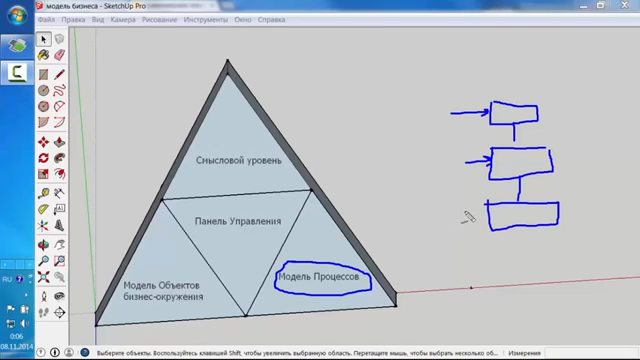 модель бизнеса - SketchUp Pro
Файл Правка Вид Камера Рисование Инструменты Окно Справка
Смысловой уровень
Панель Управления
Модель Объектов
бизнес-окружения
Модель Процессов
RU
0:06
08.11.2014
Выберите объекты. Воспользуйтесь клавишей Shift, чтобы увеличить выбранную область. Перетащите мышь, чтобы выбрать несколько об